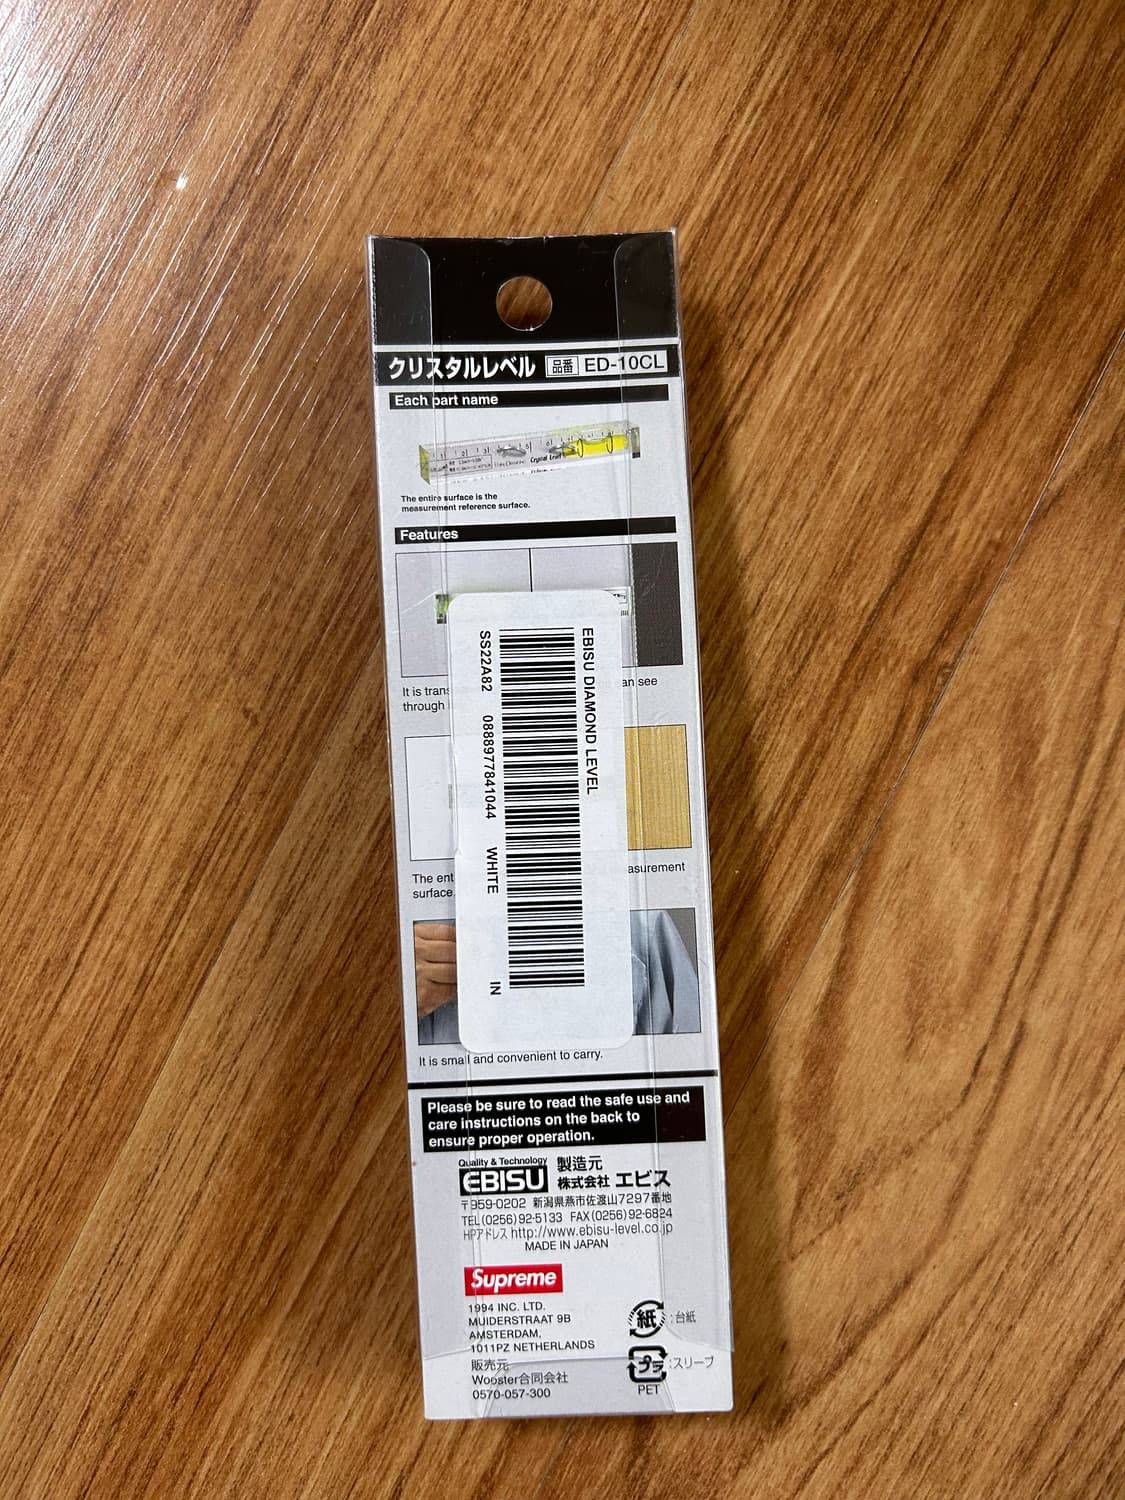 クリスタルレベル 品番 ED-10CL
Each part name
Crystal Level
The entire surface is the
measurement reference surface.
Features
It is trans
through
an see
EBISU DIAMOND LEVEL
SS22A82 0888977841044 WHITE IN
The ent
surface.
asurement
It is small and convenient to carry.
Please be sure to read the safe use and
care instructions on the back to
ensure proper operation.
Quality & Technology
EBISU
製造元
株式会社 エビス
〒959-0202 新潟県燕市佐渡山7297番地
TEL(0256)92-5133 FAX(0256)92-6824
HPアドレス http://www.ebisu-level.co.jp
MADE IN JAPAN
Supreme
1994 INC. LTD.
MUIDERSTRAAT 9B
AMSTERDAM,
1011PZ NETHERLANDS
販売元
Wooster合同会社
0570-057-300
紙 :台紙
プラ :スリーブ
PET